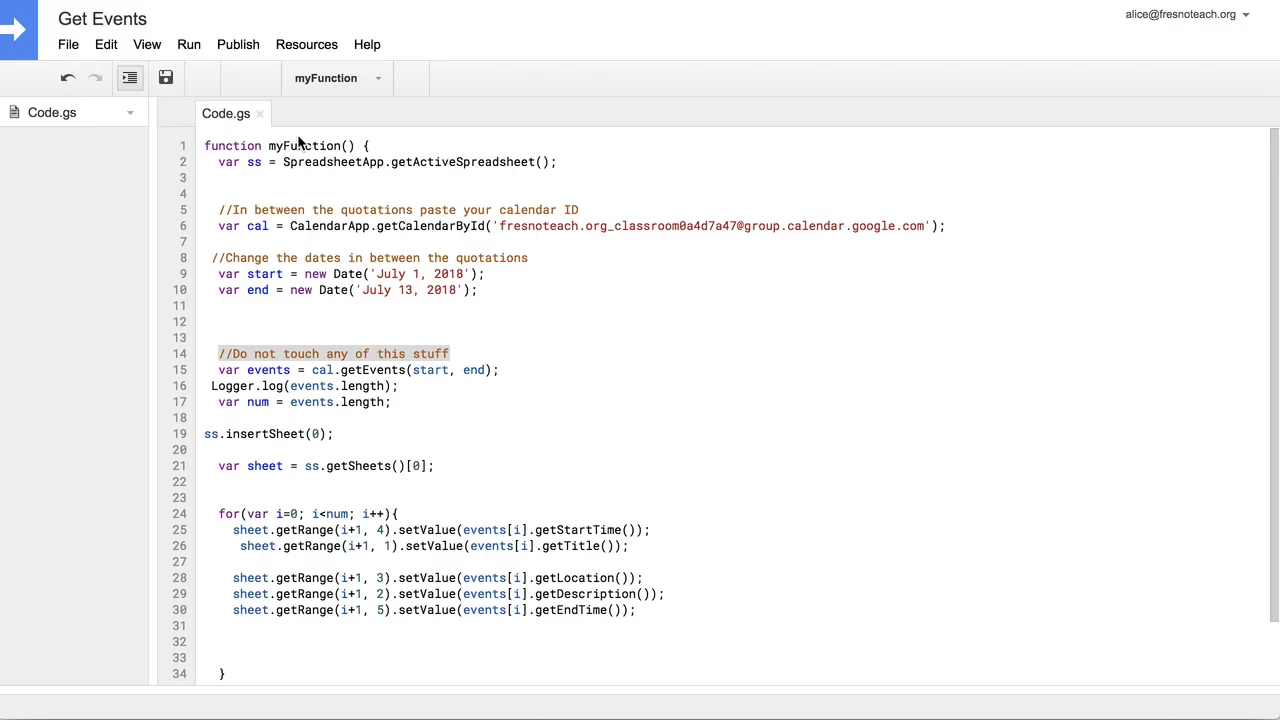 Get Events
alice@fresnoteach.org
File Edit View Run Publish Resources Help
myFunction
Code.gs
Code.gs
1 function myFunction() {
2 var ss = SpreadsheetApp.getActiveSpreadsheet();
3
4
5 //In between the quotations paste your calendar ID
6 var cal = CalendarApp.getCalendarById('fresnoteach.org_classroom0a4d7a47@group.calendar.google.com');
7
8 //Change the dates in between the quotations
9 var start = new Date('July 1, 2018');
10 var end = new Date('July 13, 2018');
11
12
13
14 //Do not touch any of this stuff
15 var events = cal.getEvents(start, end);
16 Logger.log(events.length);
17 var num = events.length;
18
19 ss.insertSheet(0);
20
21 var sheet = ss.getSheets()[0];
22
23
24 for(var i=0; i<num; i++){
25 sheet.getRange(i+1, 4).setValue(events[i].getStartTime());
26 sheet.getRange(i+1, 1).setValue(events[i].getTitle());
27
28 sheet.getRange(i+1, 3).setValue(events[i].getLocation());
29 sheet.getRange(i+1, 2).setValue(events[i].getDescription());
30 sheet.getRange(i+1, 5).setValue(events[i].getEndTime());
31
32
33
34 }